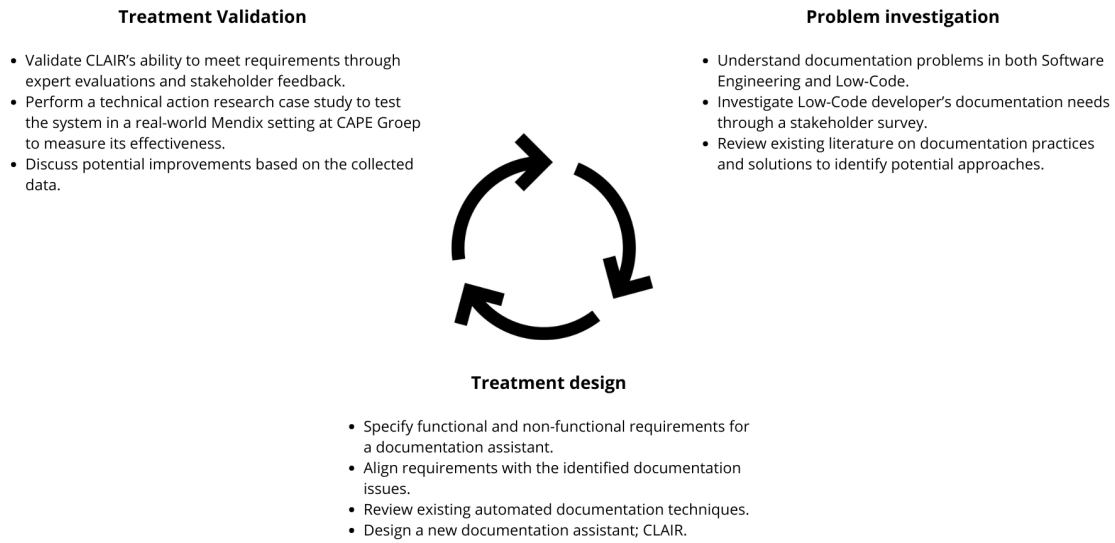 Treatment Validation
• Validate CLAIR's ability to meet requirements through
expert evaluations and stakeholder feedback.
• Perform a technical action research case study to test
the system in a real-world Mendix setting at CAPE Groep
to measure its effectiveness.
• Discuss potential improvements based on the collected
data.
Problem investigation
• Understand documentation problems in both Software
Engineering and Low-Code.
• Investigate Low-Code developer's documentation needs
through a stakeholder survey.
• Review existing literature on documentation practices
and solutions to identify potential approaches.
Treatment design
• Specify functional and non-functional requirements for
a documentation assistant.
• Align requirements with the identified documentation
issues.
• Review existing automated documentation techniques.
• Design a new documentation assistant; CLAIR.